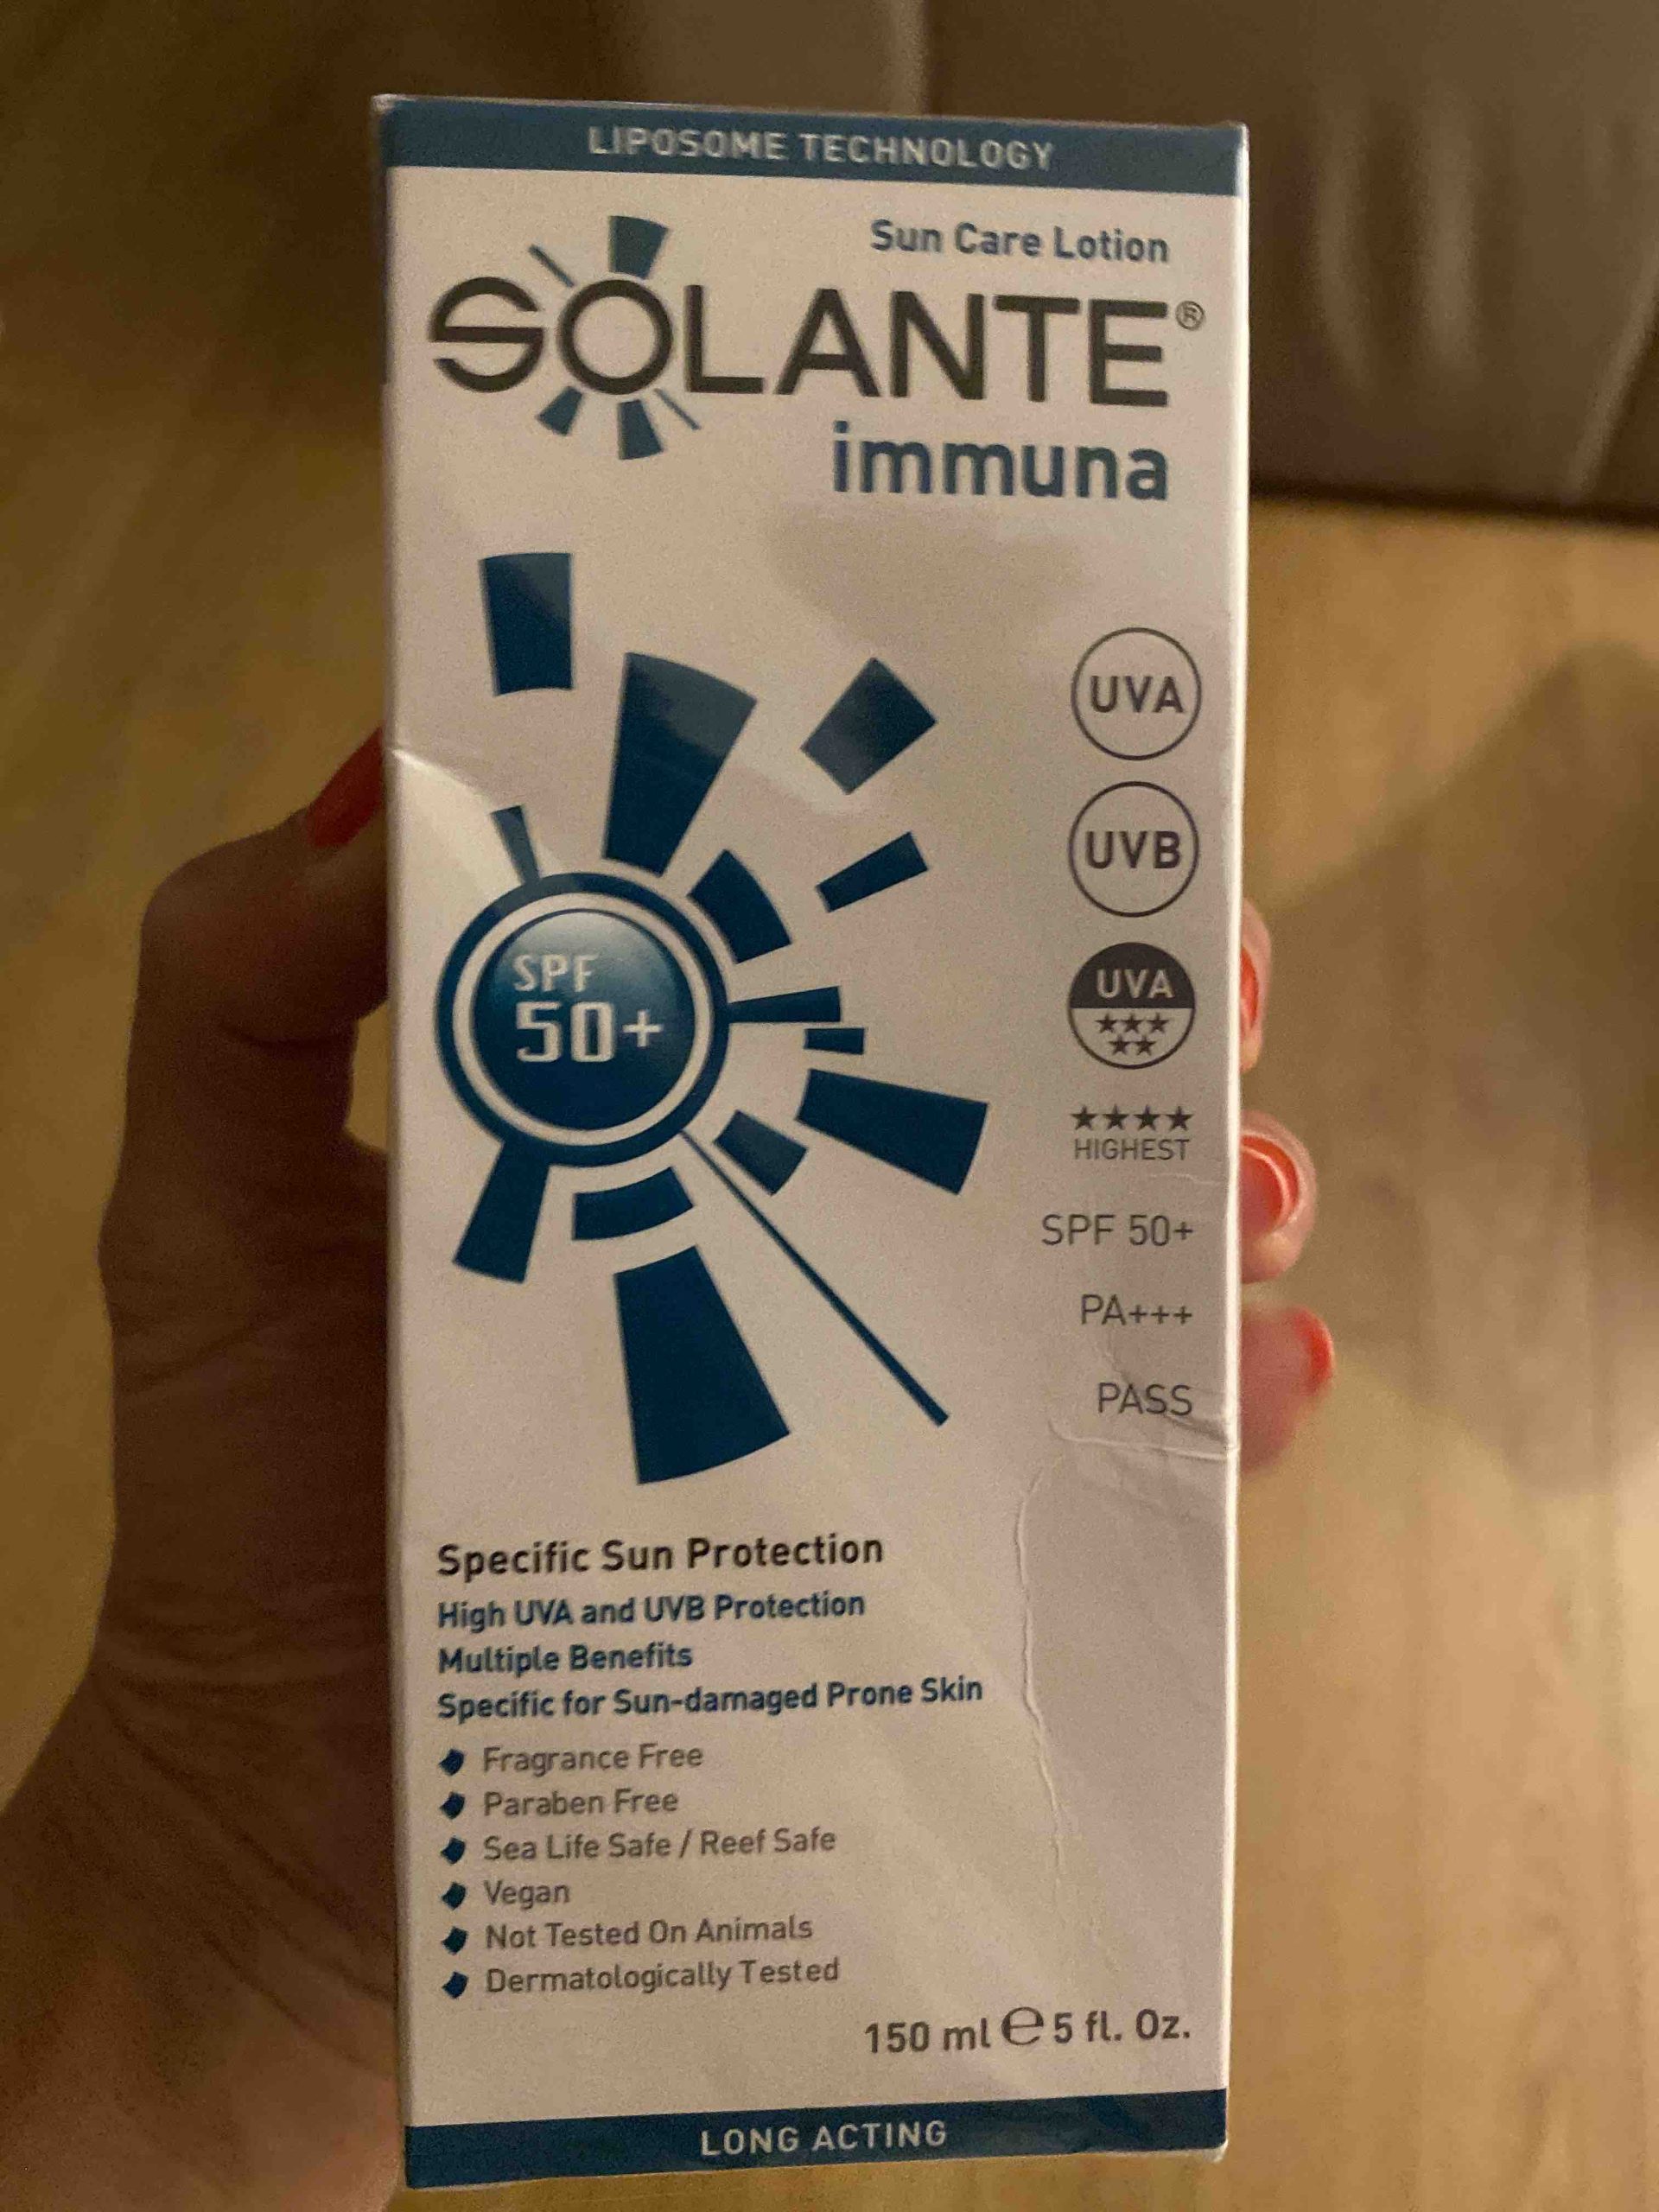 LIPOSOME TECHNOLOGY
Sun Care Lotion
SOLANTE®
immuna
UVA
UVB
SPF
50+
UVA
★★★
★★
★★★★
HIGHEST
SPF 50+
PA+++
PASS
Specific Sun Protection
High UVA and UVB Protection
Multiple Benefits
Specific for Sun-damaged Prone Skin
Fragrance Free
Paraben Free
Sea Life Safe / Reef Safe
Vegan
Not Tested On Animals
Dermatologically Tested
150 ml ℮ 5 fl. Oz.
LONG ACTING